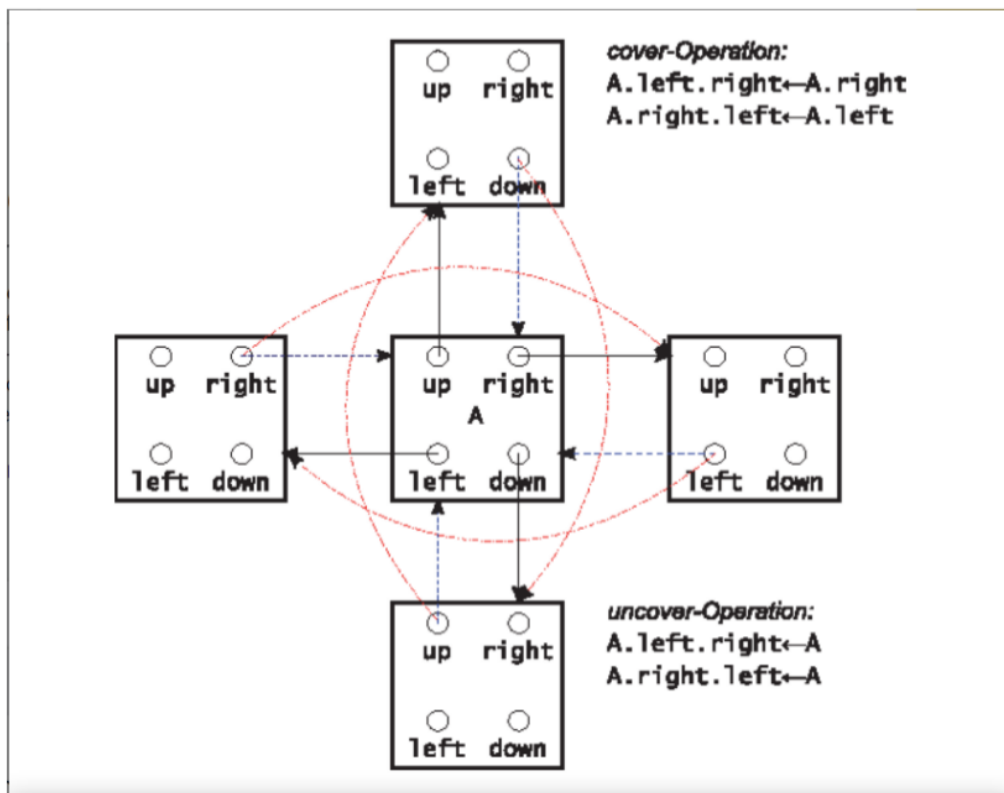 up right
left down
cover-Operation:
A.left.right←A.right
A.right.left←A.left
up right
left down
up right
A
left down
up right
left down
up right
left down
uncover-Operation:
A.left.right←A
A.right.left←A